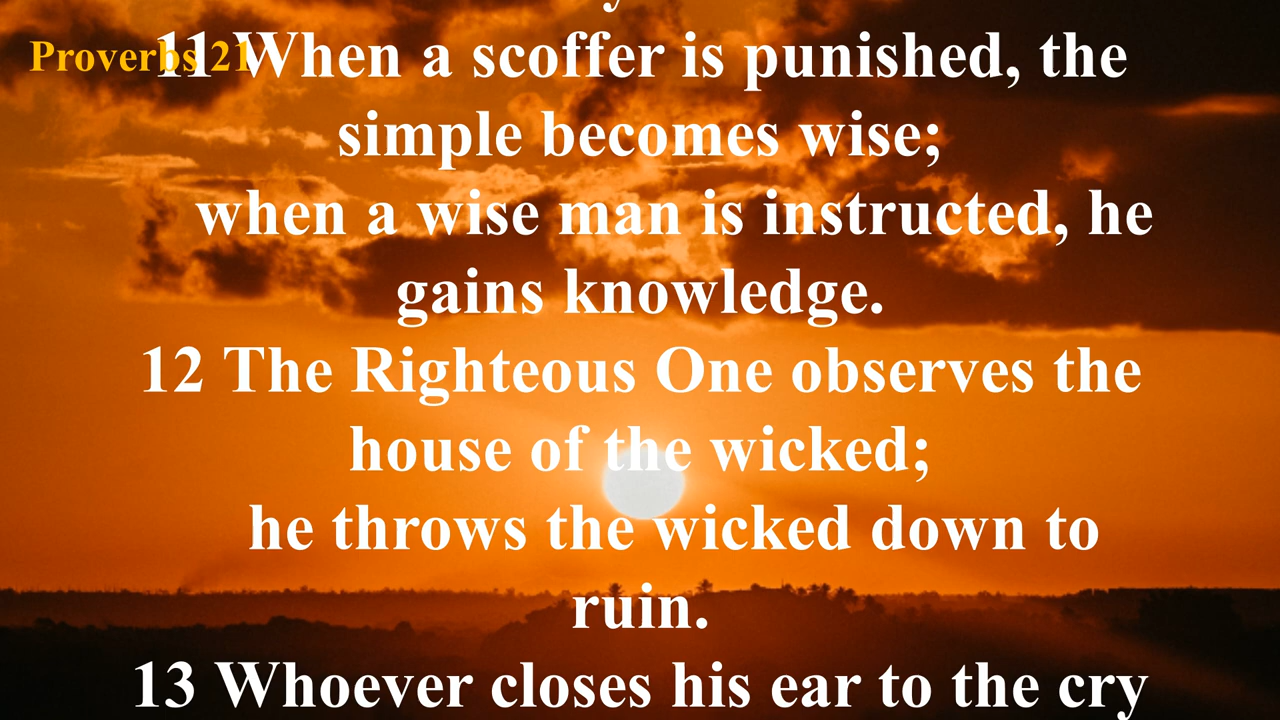 Proverbs 21
11 When a scoffer is punished, the
simple becomes wise;
when a wise man is instructed, he
gains knowledge.
12 The Righteous One observes the
house of the wicked;
he throws the wicked down to
ruin.
13 Whoever closes his ear to the cry